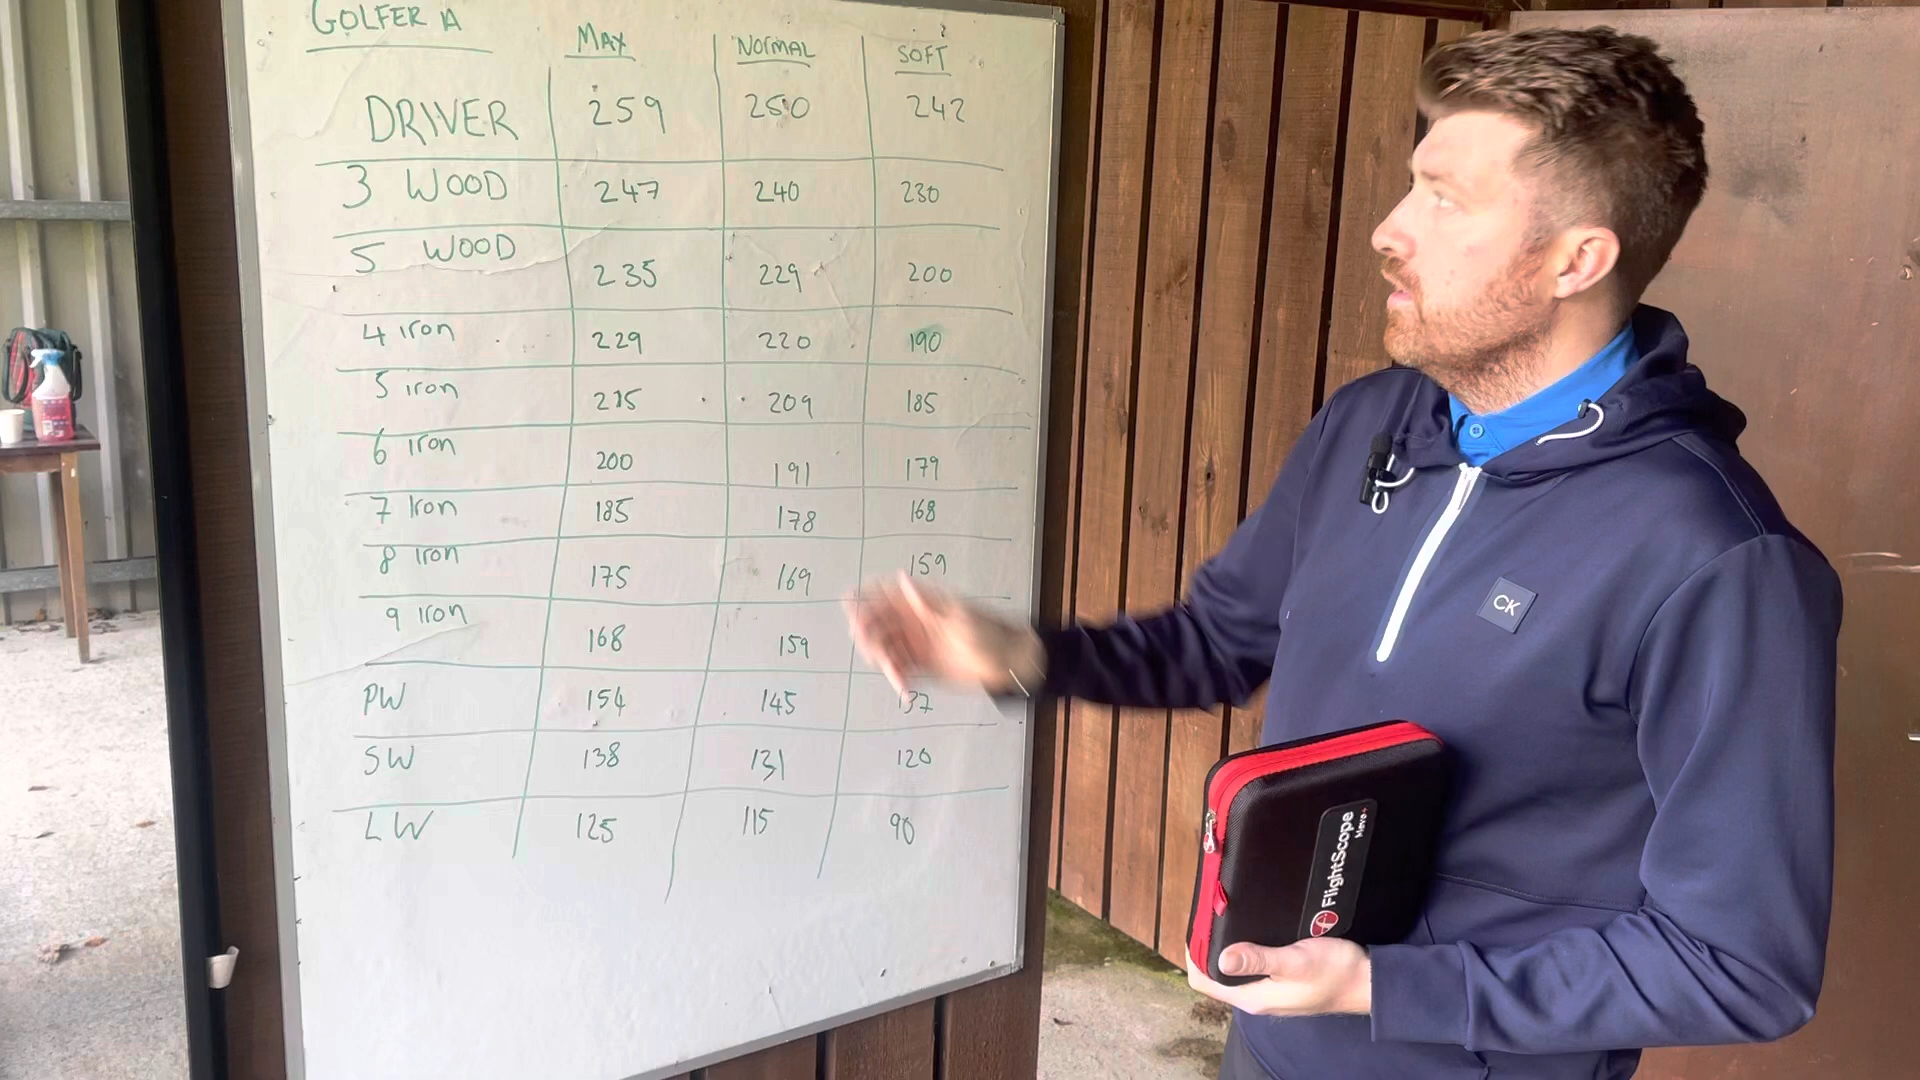 GOLFER A
MAX NORMAL SOFT
DRIVER 259 250 242
3 WOOD 247 240 230
5 WOOD 235 229 200
4 iron 229 220 190
5 iron 215 209 185
6 iron 200 191 179
7 Iron 185 178 168
8 Iron 175 169 159
9 Iron 168 159
PW 154 145 137
SW 138 131 120
LW 125 115 90
CK
FlightScope
Mevo+